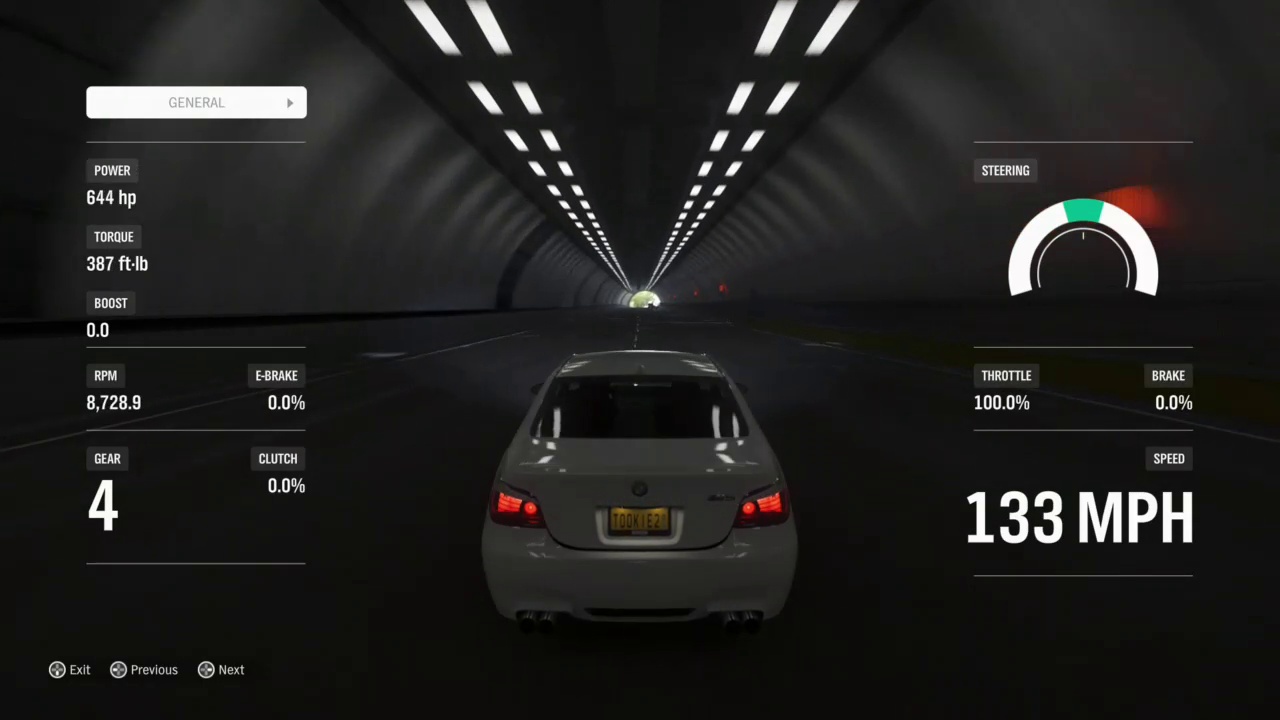 GENERAL
POWER
644 hp
TORQUE
387 ft·lb
BOOST
0.0
RPM
8,728.9
E-BRAKE
0.0%
GEAR
4
CLUTCH
0.0%
STEERING
THROTTLE
100.0%
BRAKE
0.0%
SPEED
133 MPH
TOOKIE2
Exit
Previous
Next